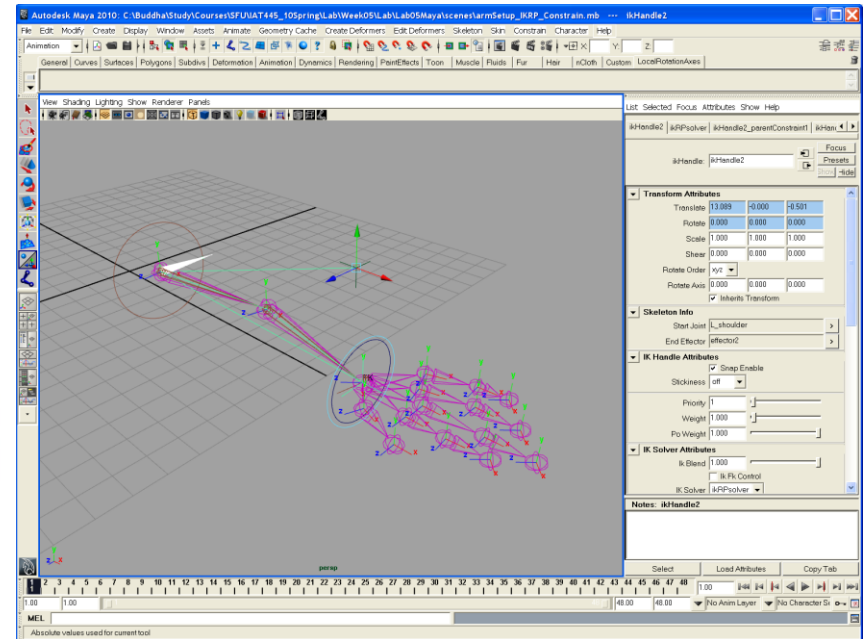 Autodesk Maya 2010: C:\Buddha\Study\Courses\SFU\IAT445_10Spring\Lab\Week05\Lab\Lab05Maya\scenes\armSetup_IKRP_Constrain.mb --- ikHandle2
File Edit Modify Create Display Window Assets Animate Geometry Cache Create Deformers Edit Deformers Skeleton Skin Constrain Character Help
Animation X: Y: Z:
General Curves Surfaces Polygons Subdivs Deformation Animation Dynamics Rendering PaintEffects Toon Muscle Fluids Fur Hair nCloth Custom LocalRotationAxes
View Shading Lighting Show Renderer Panels
List Selected Focus Attributes Show Help
ikHandle2 ikRPsolver ikHandle2_parentConstraint1 ikHan
ikHandle: ikHandle2
Focus
Presets
Show Hide
Transform Attributes
Translate 13.089 -0.000 -0.501
Rotate 0.000 0.000 0.000
Scale 1.000 1.000 1.000
Shear 0.000 0.000 0.000
Rotate Order xyz
Rotate Axis 0.000 0.000 0.000
Inherits Transform
Skeleton Info
Start Joint L_shoulder >
End Effector effector2 >
IK Handle Attributes
Snap Enable
Stickiness off
Priority 1
Weight 1.000
Po Weight 1.000
IK Solver Attributes
Ik Blend 1.000
Ik Fk Control
IK Solver ikRPsolver
Notes: ikHandle2
persp
Select Load Attributes Copy Tab
1 2 3 4 5 6 7 8 9 10 11 12 13 14 15 16 17 18 19 20 21 22 23 24 25 26 27 28 29 30 31 32 33 34 35 36 37 38 39 40 41 42 43 44 45 46 47 48 1.00
1.00 1.00 48.00 48.00 No Anim Layer No Character S
MEL
Absolute values used for current tool